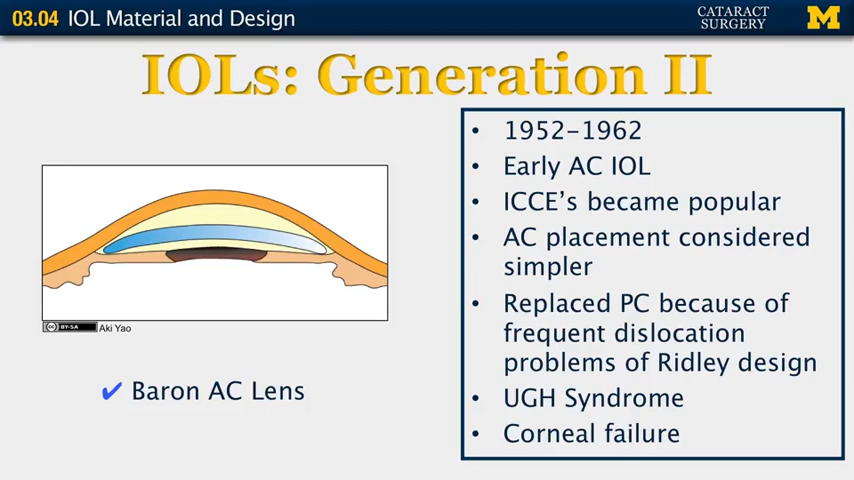 03.04 IOL Material and Design
CATARACT
SURGERY
M
IOLs: Generation II
• 1952-1962
• Early AC IOL
• ICCE's became popular
• AC placement considered
simpler
• Replaced PC because of
frequent dislocation
problems of Ridley design
• UGH Syndrome
• Corneal failure
cc BY-SA Aki Yao
✔ Baron AC Lens